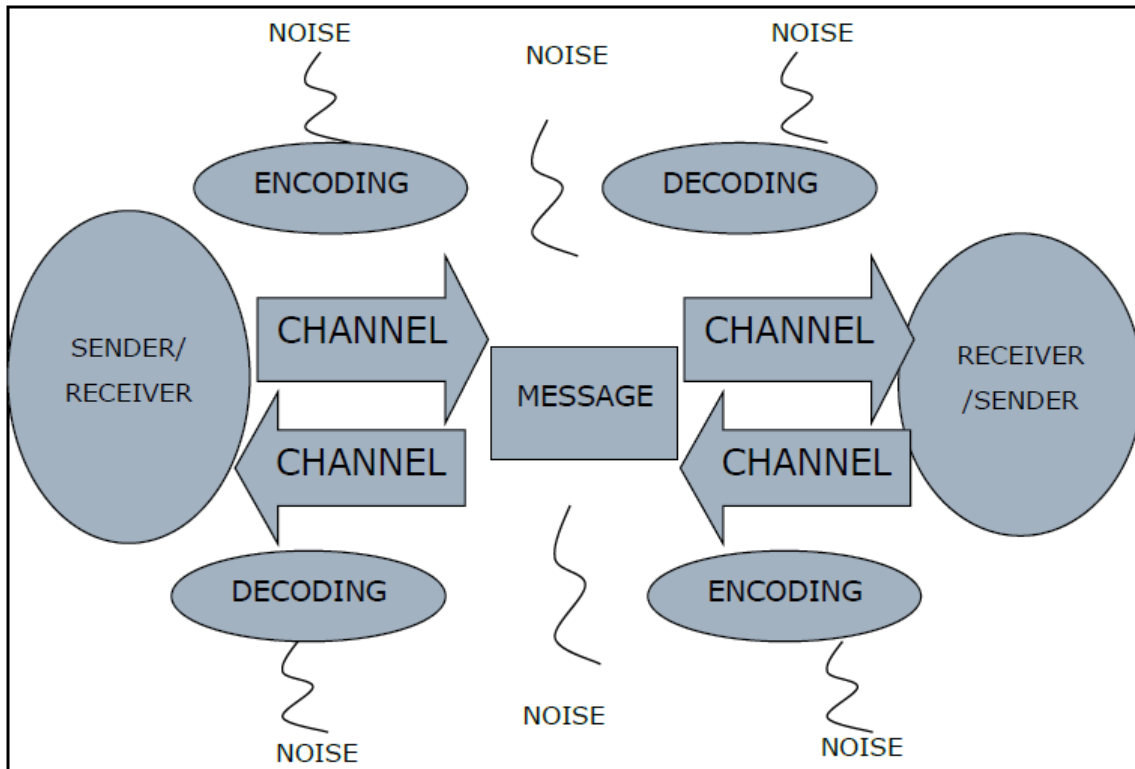 NOISE
NOISE
NOISE
ENCODING
DECODING
CHANNEL
CHANNEL
SENDER/
RECEIVER
MESSAGE
RECEIVER
/SENDER
CHANNEL
CHANNEL
DECODING
ENCODING
NOISE
NOISE
NOISE